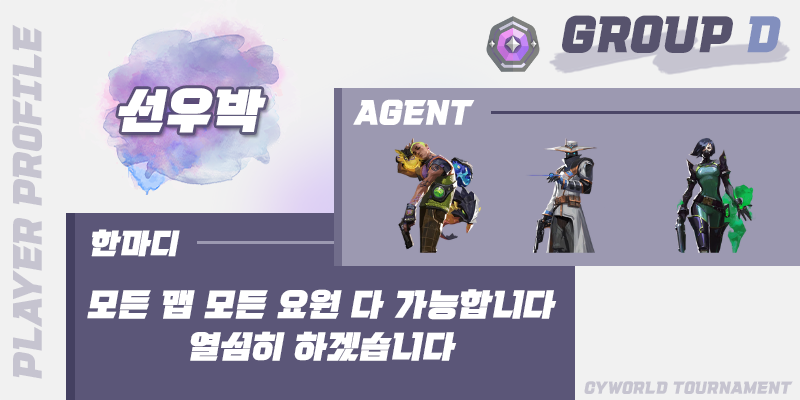 PLAYER PROFILE
선우박
GROUP D
AGENT
한마디
모든 맵 모든 요원 다 가능합니다
열심히 하겠습니다
CYWORLD TOURNAMENT